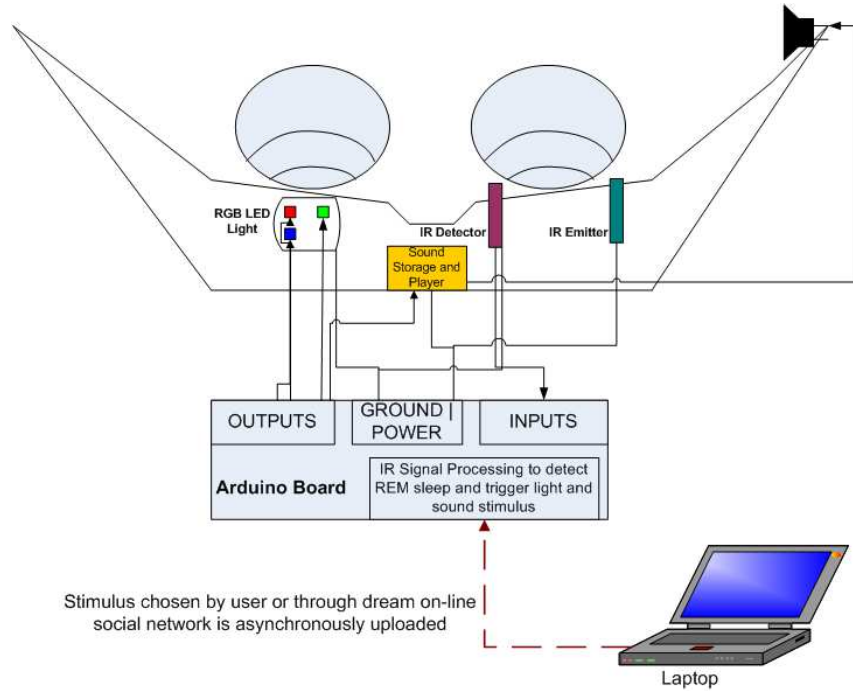 RGB LED
Light
IR Detector
IR Emitter
Sound
Storage and
Player
OUTPUTS
GROUND |
POWER
INPUTS
Arduino Board
IR Signal Processing to detect
REM sleep and trigger light and
sound stimulus
Stimulus chosen by user or through dream on-line
social network is asynchronously uploaded
Laptop